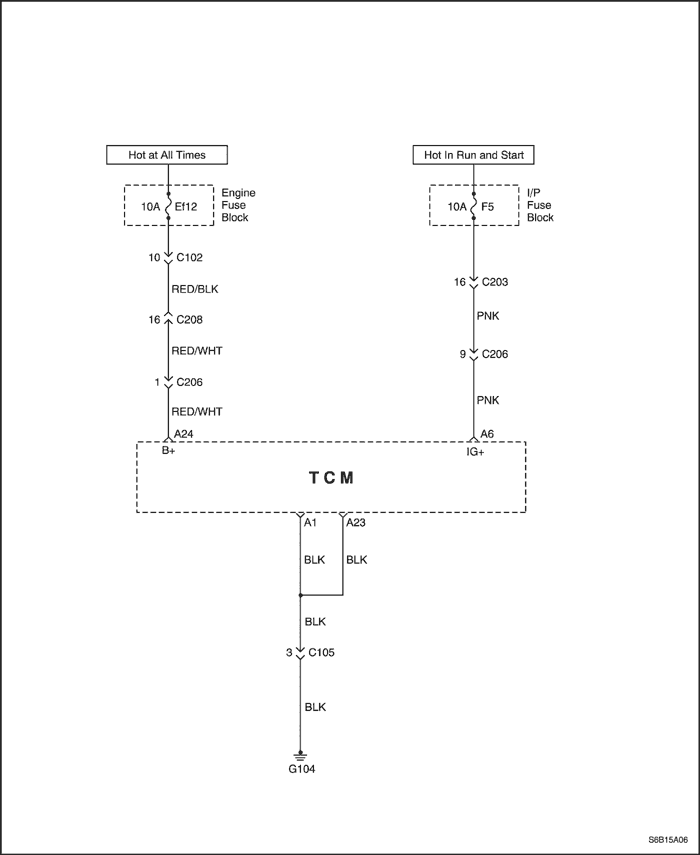 Hot at All Times
Hot In Run and Start
10A Ef12
Engine
Fuse
Block
10A F5
I/P
Fuse
Block
10 C102
RED/BLK
16 C208
RED/WHT
1 C206
RED/WHT
A24
B+
16 C203
PNK
9 C206
PNK
A6
IG+
TCM
A1
A23
BLK
BLK
BLK
3 C105
BLK
G104
S6B15A06